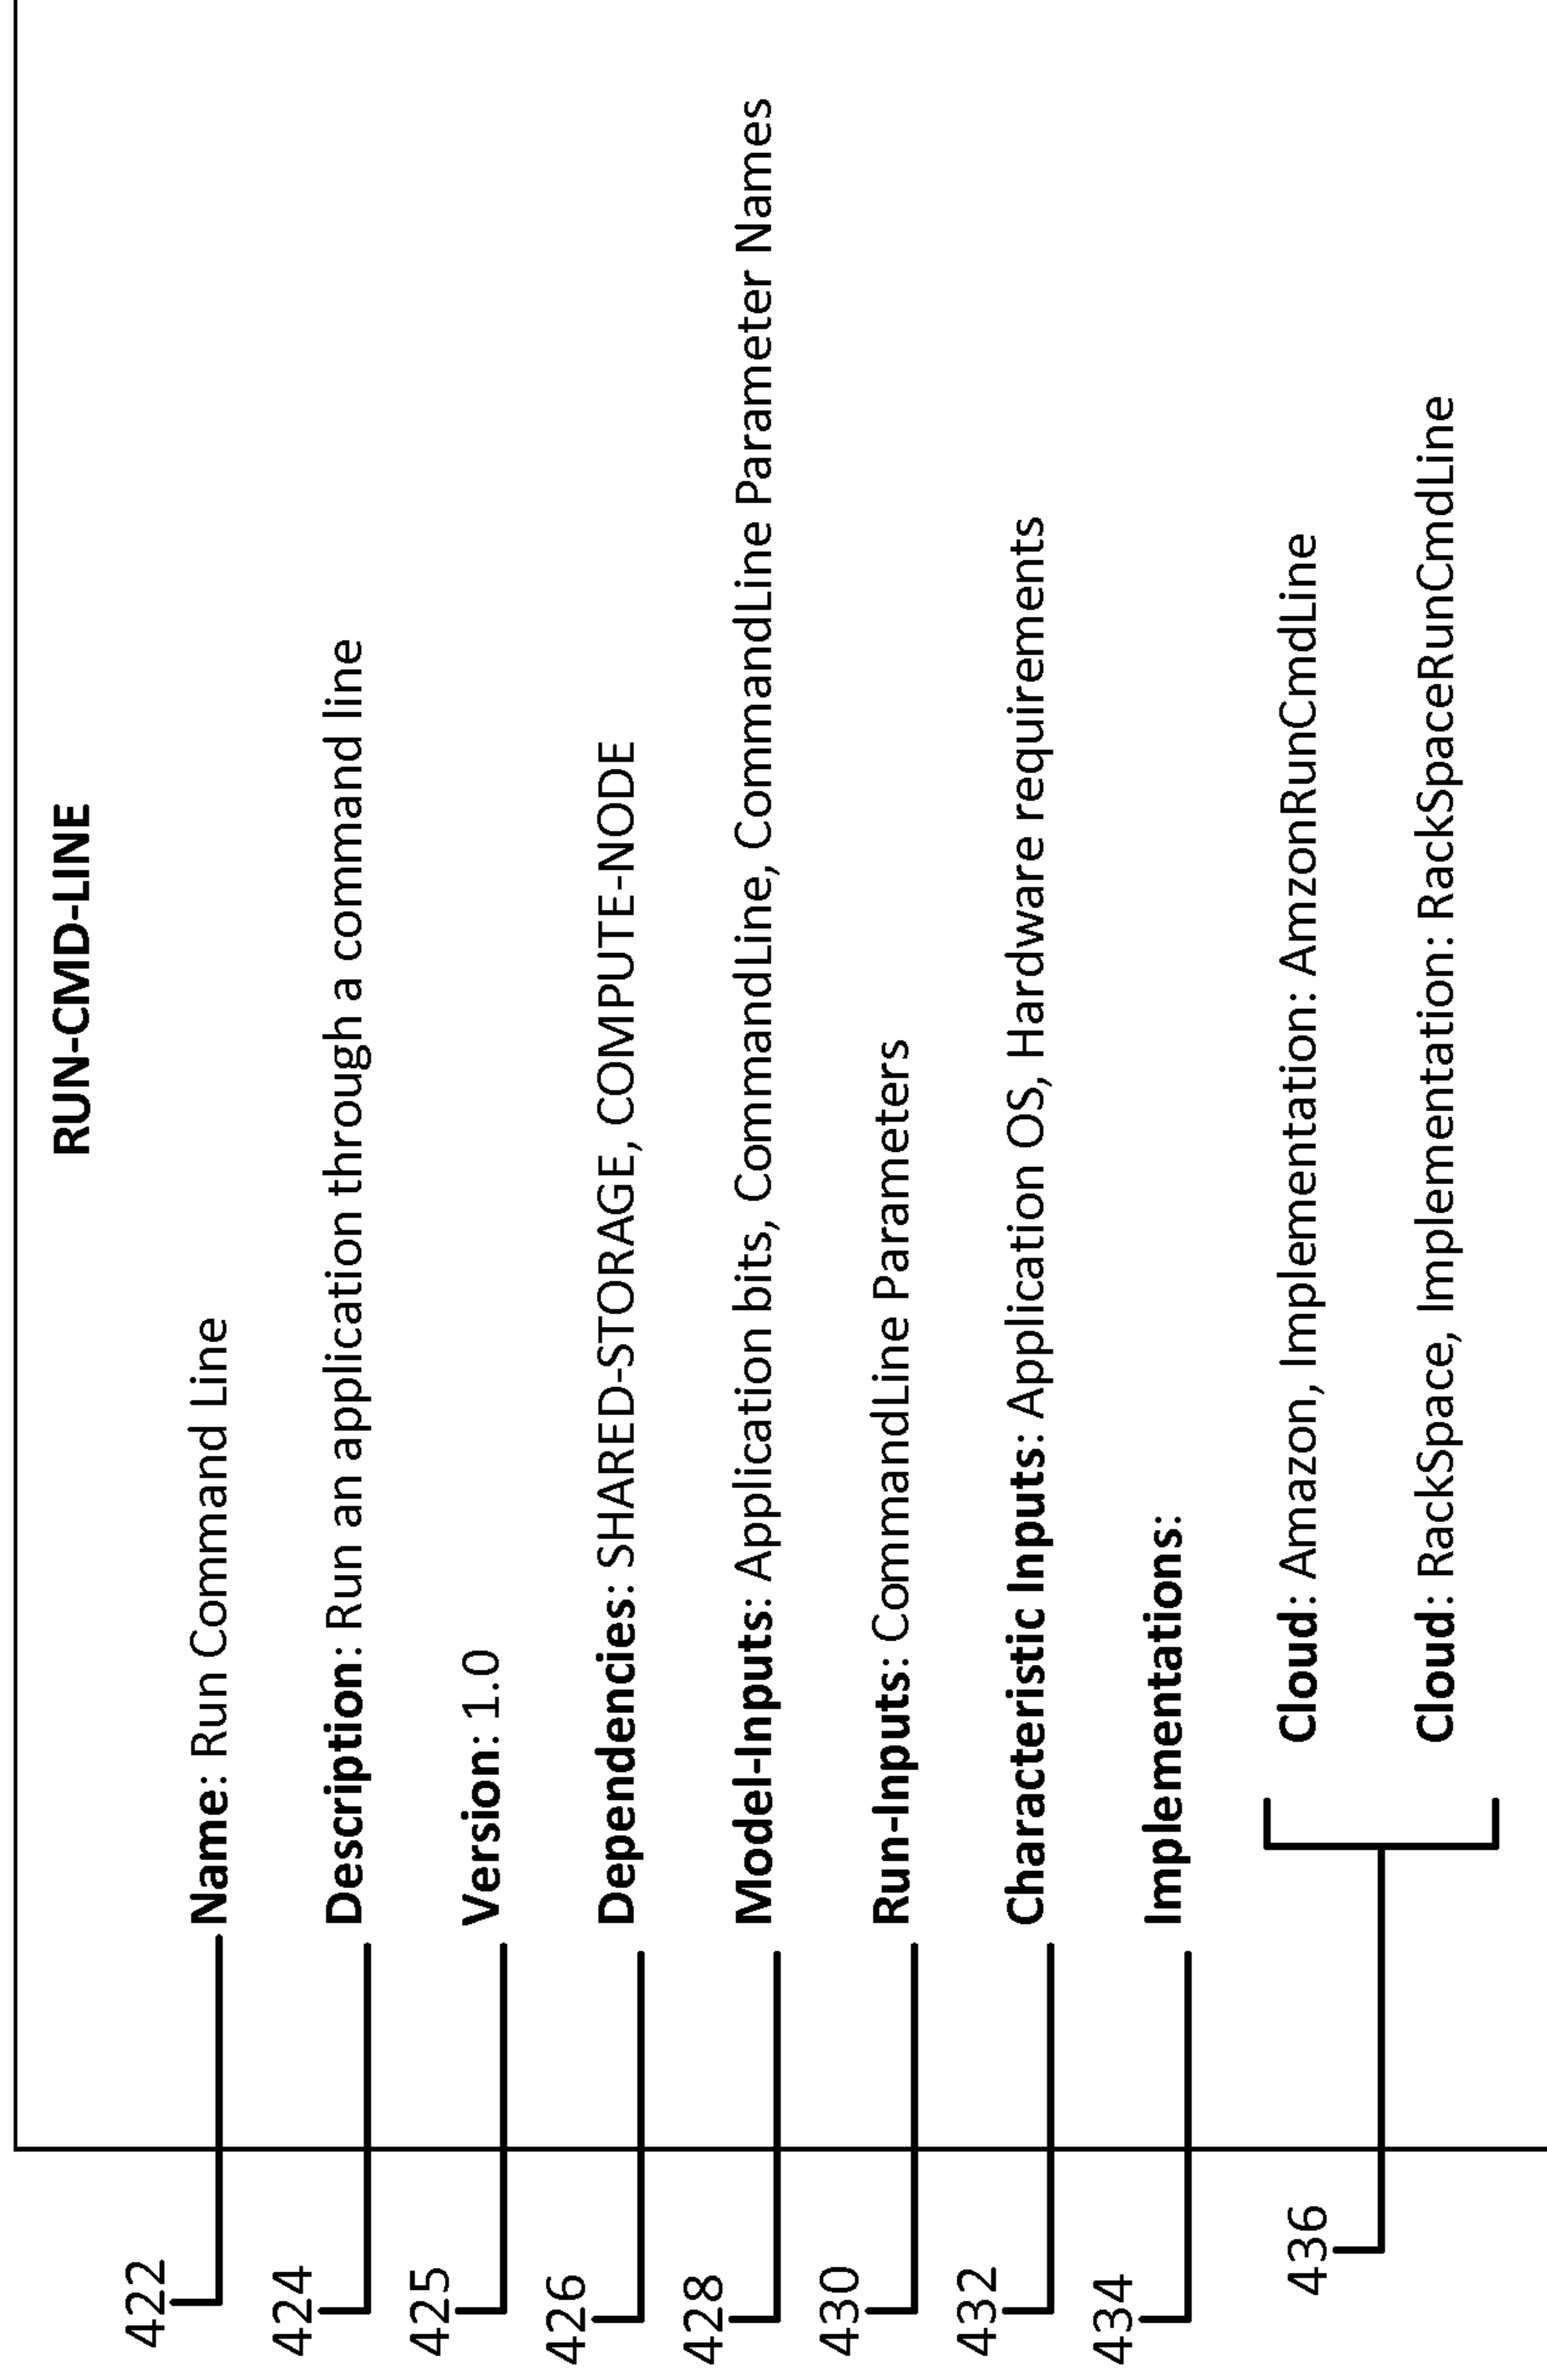 RUN-CMD-LINE
422 Name: Run Command Line
424 Description: Run an application through a command line
425 Version: 1.0
426 Dependencies: SHARED-STORAGE, COMPUTE-NODE
428 Model-Inputs: Application bits, CommandLine, CommandLine Parameter Names
430 Run-Inputs: CommandLine Parameters
432 Characteristic Inputs: Application OS, Hardware requirements
434 Implementations:
436
Cloud: Amazon, Implementation: AmzonRunCmdLine
Cloud: RackSpace, Implementation: RackSpaceRunCmdLine